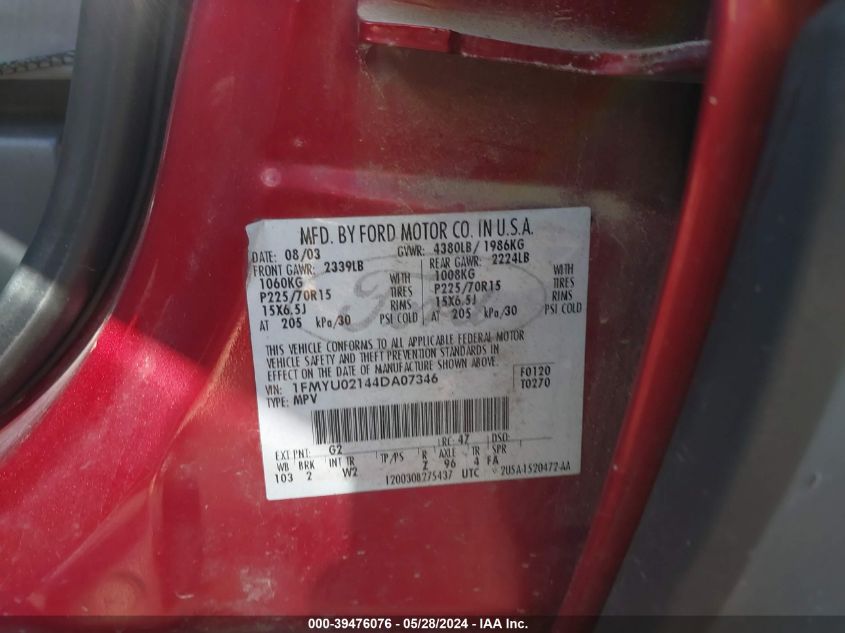 MFD. BY FORD MOTOR CO. IN U.S.A.
DATE: 08/03 GVWR: 4380LB/ 1986KG
FRONT GAWR: 2339LB REAR GAWR: 2224LB
1060KG WITH 1008KG WITH
P225/70R15 TIRES P225/70R15 TIRES
15X6.5J RIMS 15X6.5J RIMS
AT 205 kPa/30 PSI COLD AT 205 kPa/30 PSI COLD
Ford
THIS VEHICLE CONFORMS TO ALL APPLICABLE FEDERAL MOTOR
VEHICLE SAFETY AND THEFT PREVENTION STANDARDS IN
EFFECT ON THE DATE OF MANUFACTURE SHOWN ABOVE.
VIN: 1FMYU02144DA07346 F0120
TYPE: MPV T0270
EXT PNT: G2 RC: 47 DSO:
WB BRK INT TR TP/PS R AXLE TR SPR
103 2 W2 Z 96 4 FA
1200308275437 UTC 2U5A-1520472-AA
000-39476076 - 05/28/2024 - IAA Inc.